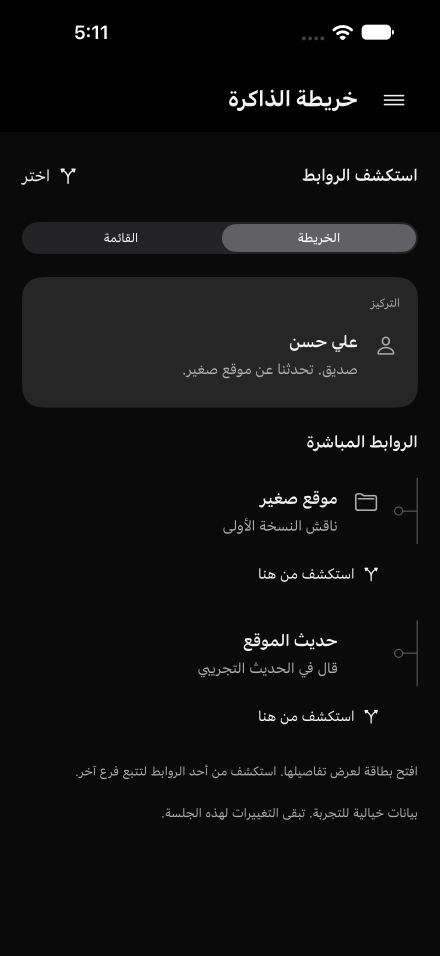 5:11
خريطة الذاكرة
استكشف الروابط
اختر
الخريطة
القائمة
التركيز
علي حسن
صديق. تحدثنا عن موقع صغير.
الروابط المباشرة
موقع صغير
ناقش النسخة الأولى
استكشف من هنا
حديث الموقع
قال في الحديث التجريبي
استكشف من هنا
افتح بطاقة لعرض تفاصيلها. استكشف من أحد الروابط لتتبع فرع آخر.
بيانات خيالية للتجربة. تبقى التغييرات لهذه الجلسة.